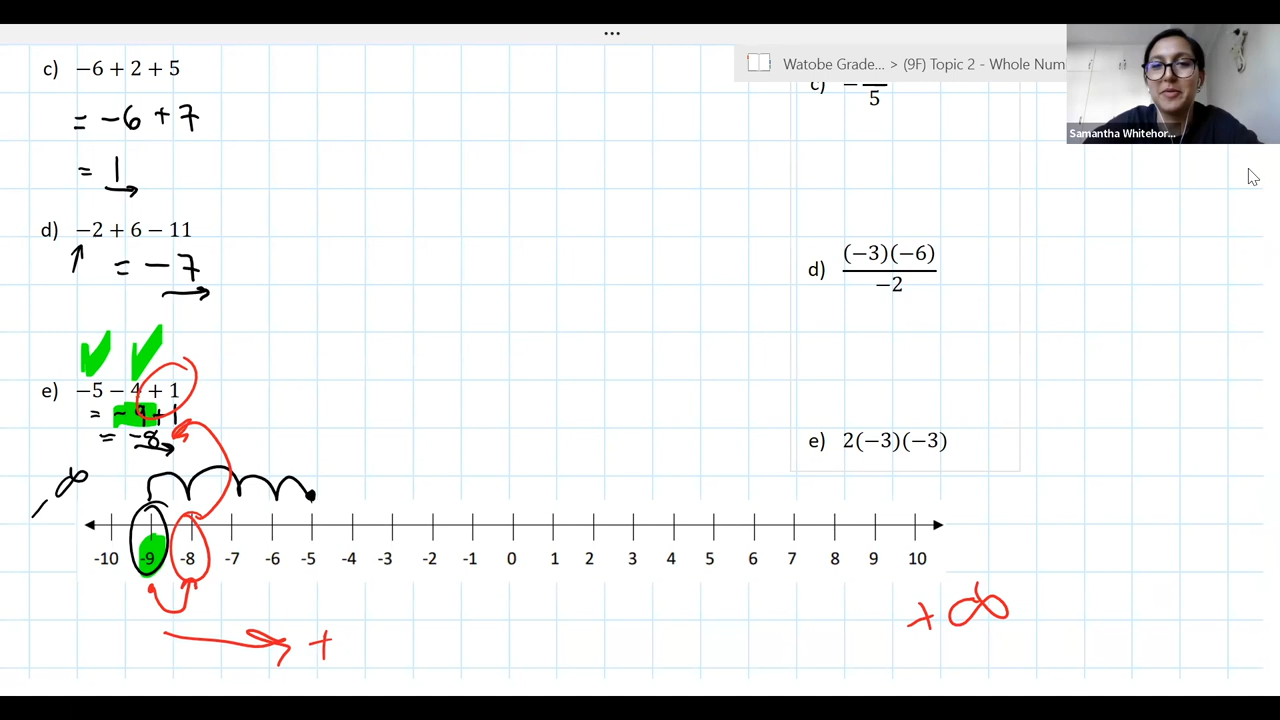 ...
Watobe Grade... > (9F) Topic 2 - Whole Num
Samantha Whitehor...
c) −6 + 2 + 5
= −6 + 7
= 1
d) −2 + 6 − 11
= −7
e) −5 − 4 + 1
= −9 + 1
= −8
−∞
-10 -9 -8 -7 -6 -5 -4 -3 -2 -1 0 1 2 3 4 5 6 7 8 9 10
+
+∞
c) − 5
d) (−3)(−6)
−2
e) 2(−3)(−3)